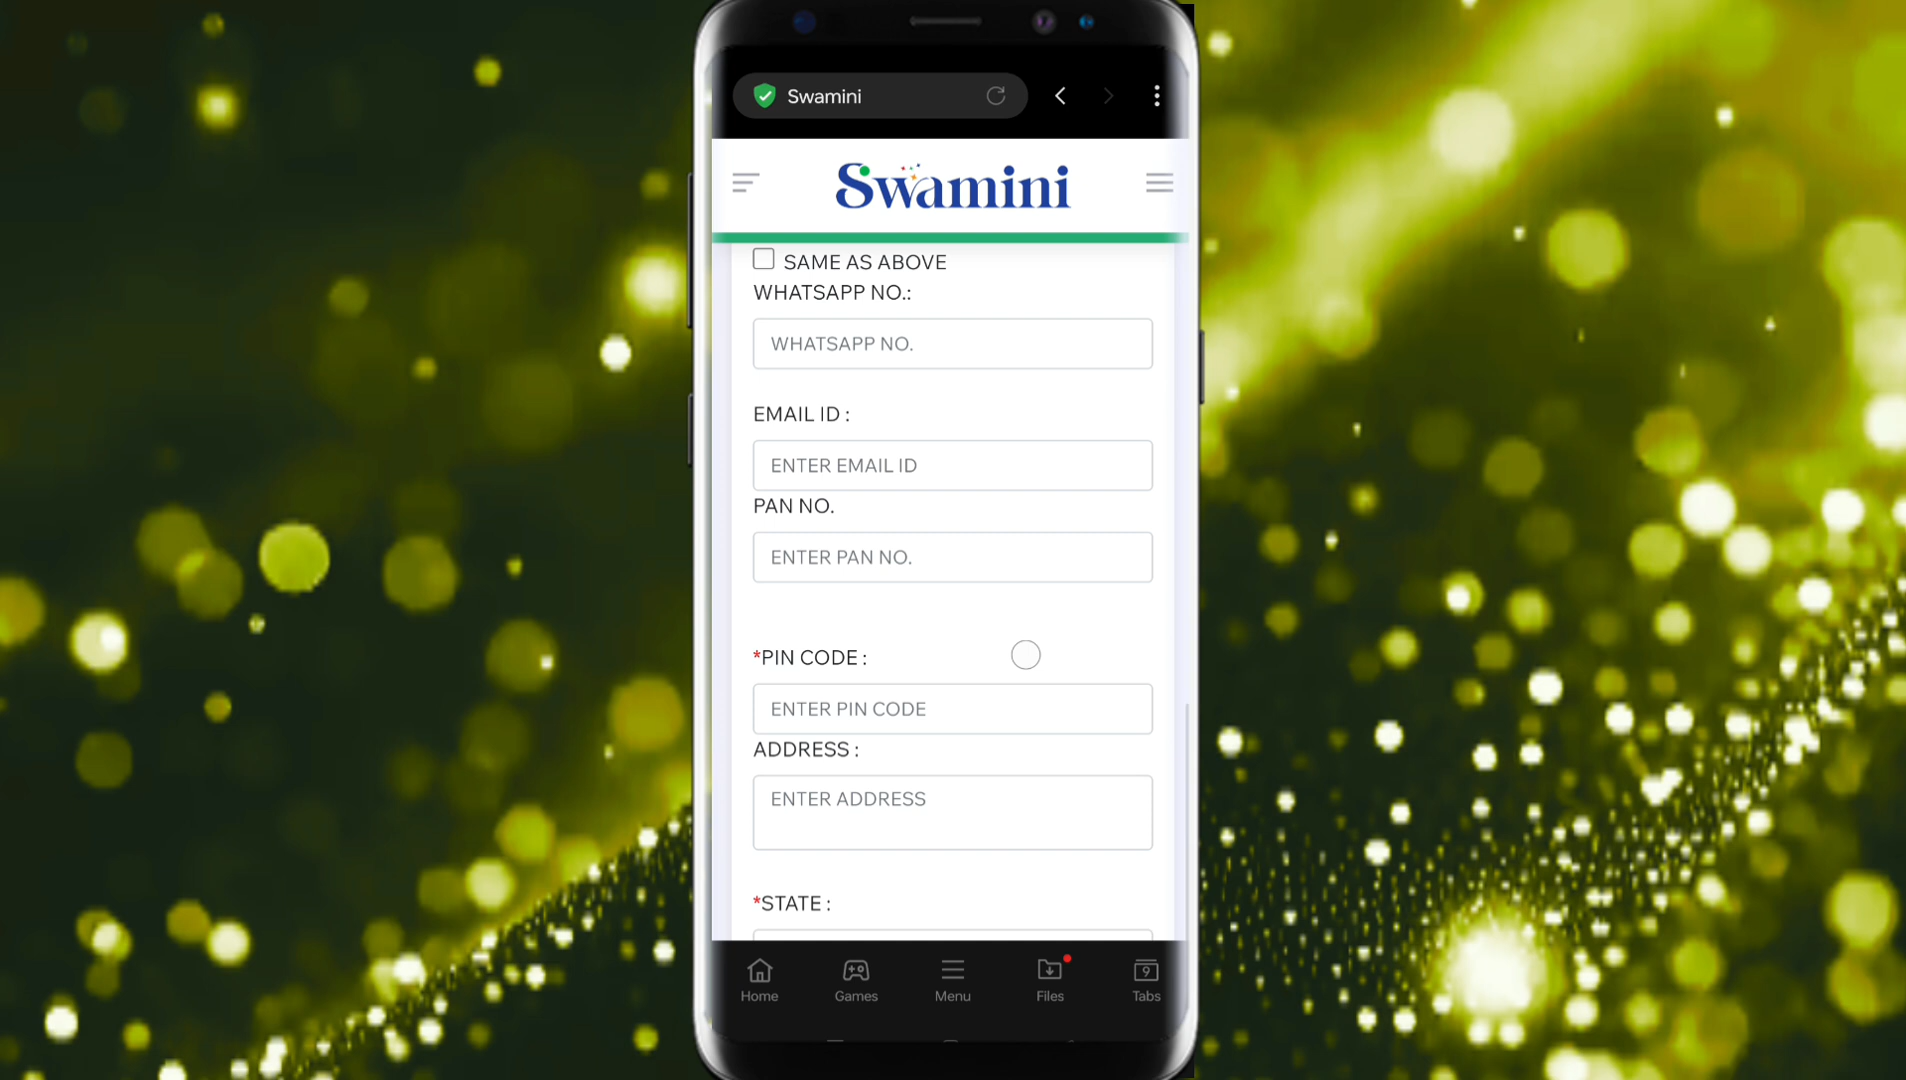 Swamini
Swamini
SAME AS ABOVE
WHATSAPP NO.:
WHATSAPP NO.
EMAIL ID :
ENTER EMAIL ID
PAN NO.
ENTER PAN NO.
*PIN CODE :
ENTER PIN CODE
ADDRESS :
ENTER ADDRESS
*STATE :
9
Home Games Menu Files Tabs